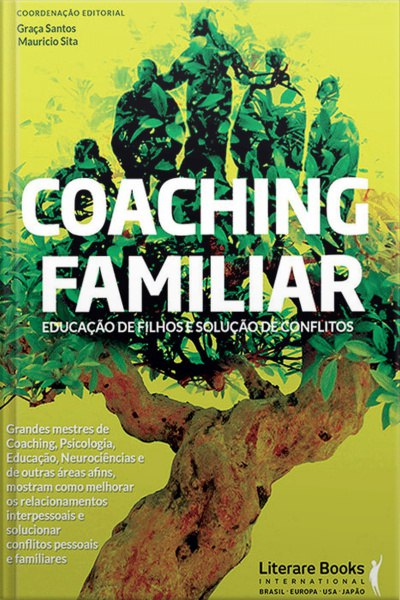 COORDENAÇÃO EDITORIAL
Graça Santos
Mauricio Sita
COACHING
FAMILIAR
EDUCAÇÃO DE FILHOS E SOLUÇÃO DE CONFLITOS
Grandes mestres de
Coaching, Psicologia,
Educação, Neurociências e
de outras áreas afins,
mostram como melhorar
os relacionamentos
interpessoais e
solucionar
conflitos pessoais
e familiares
Literare Books
INTERNATIONAL
BRASIL · EUROPA · USA · JAPÃO